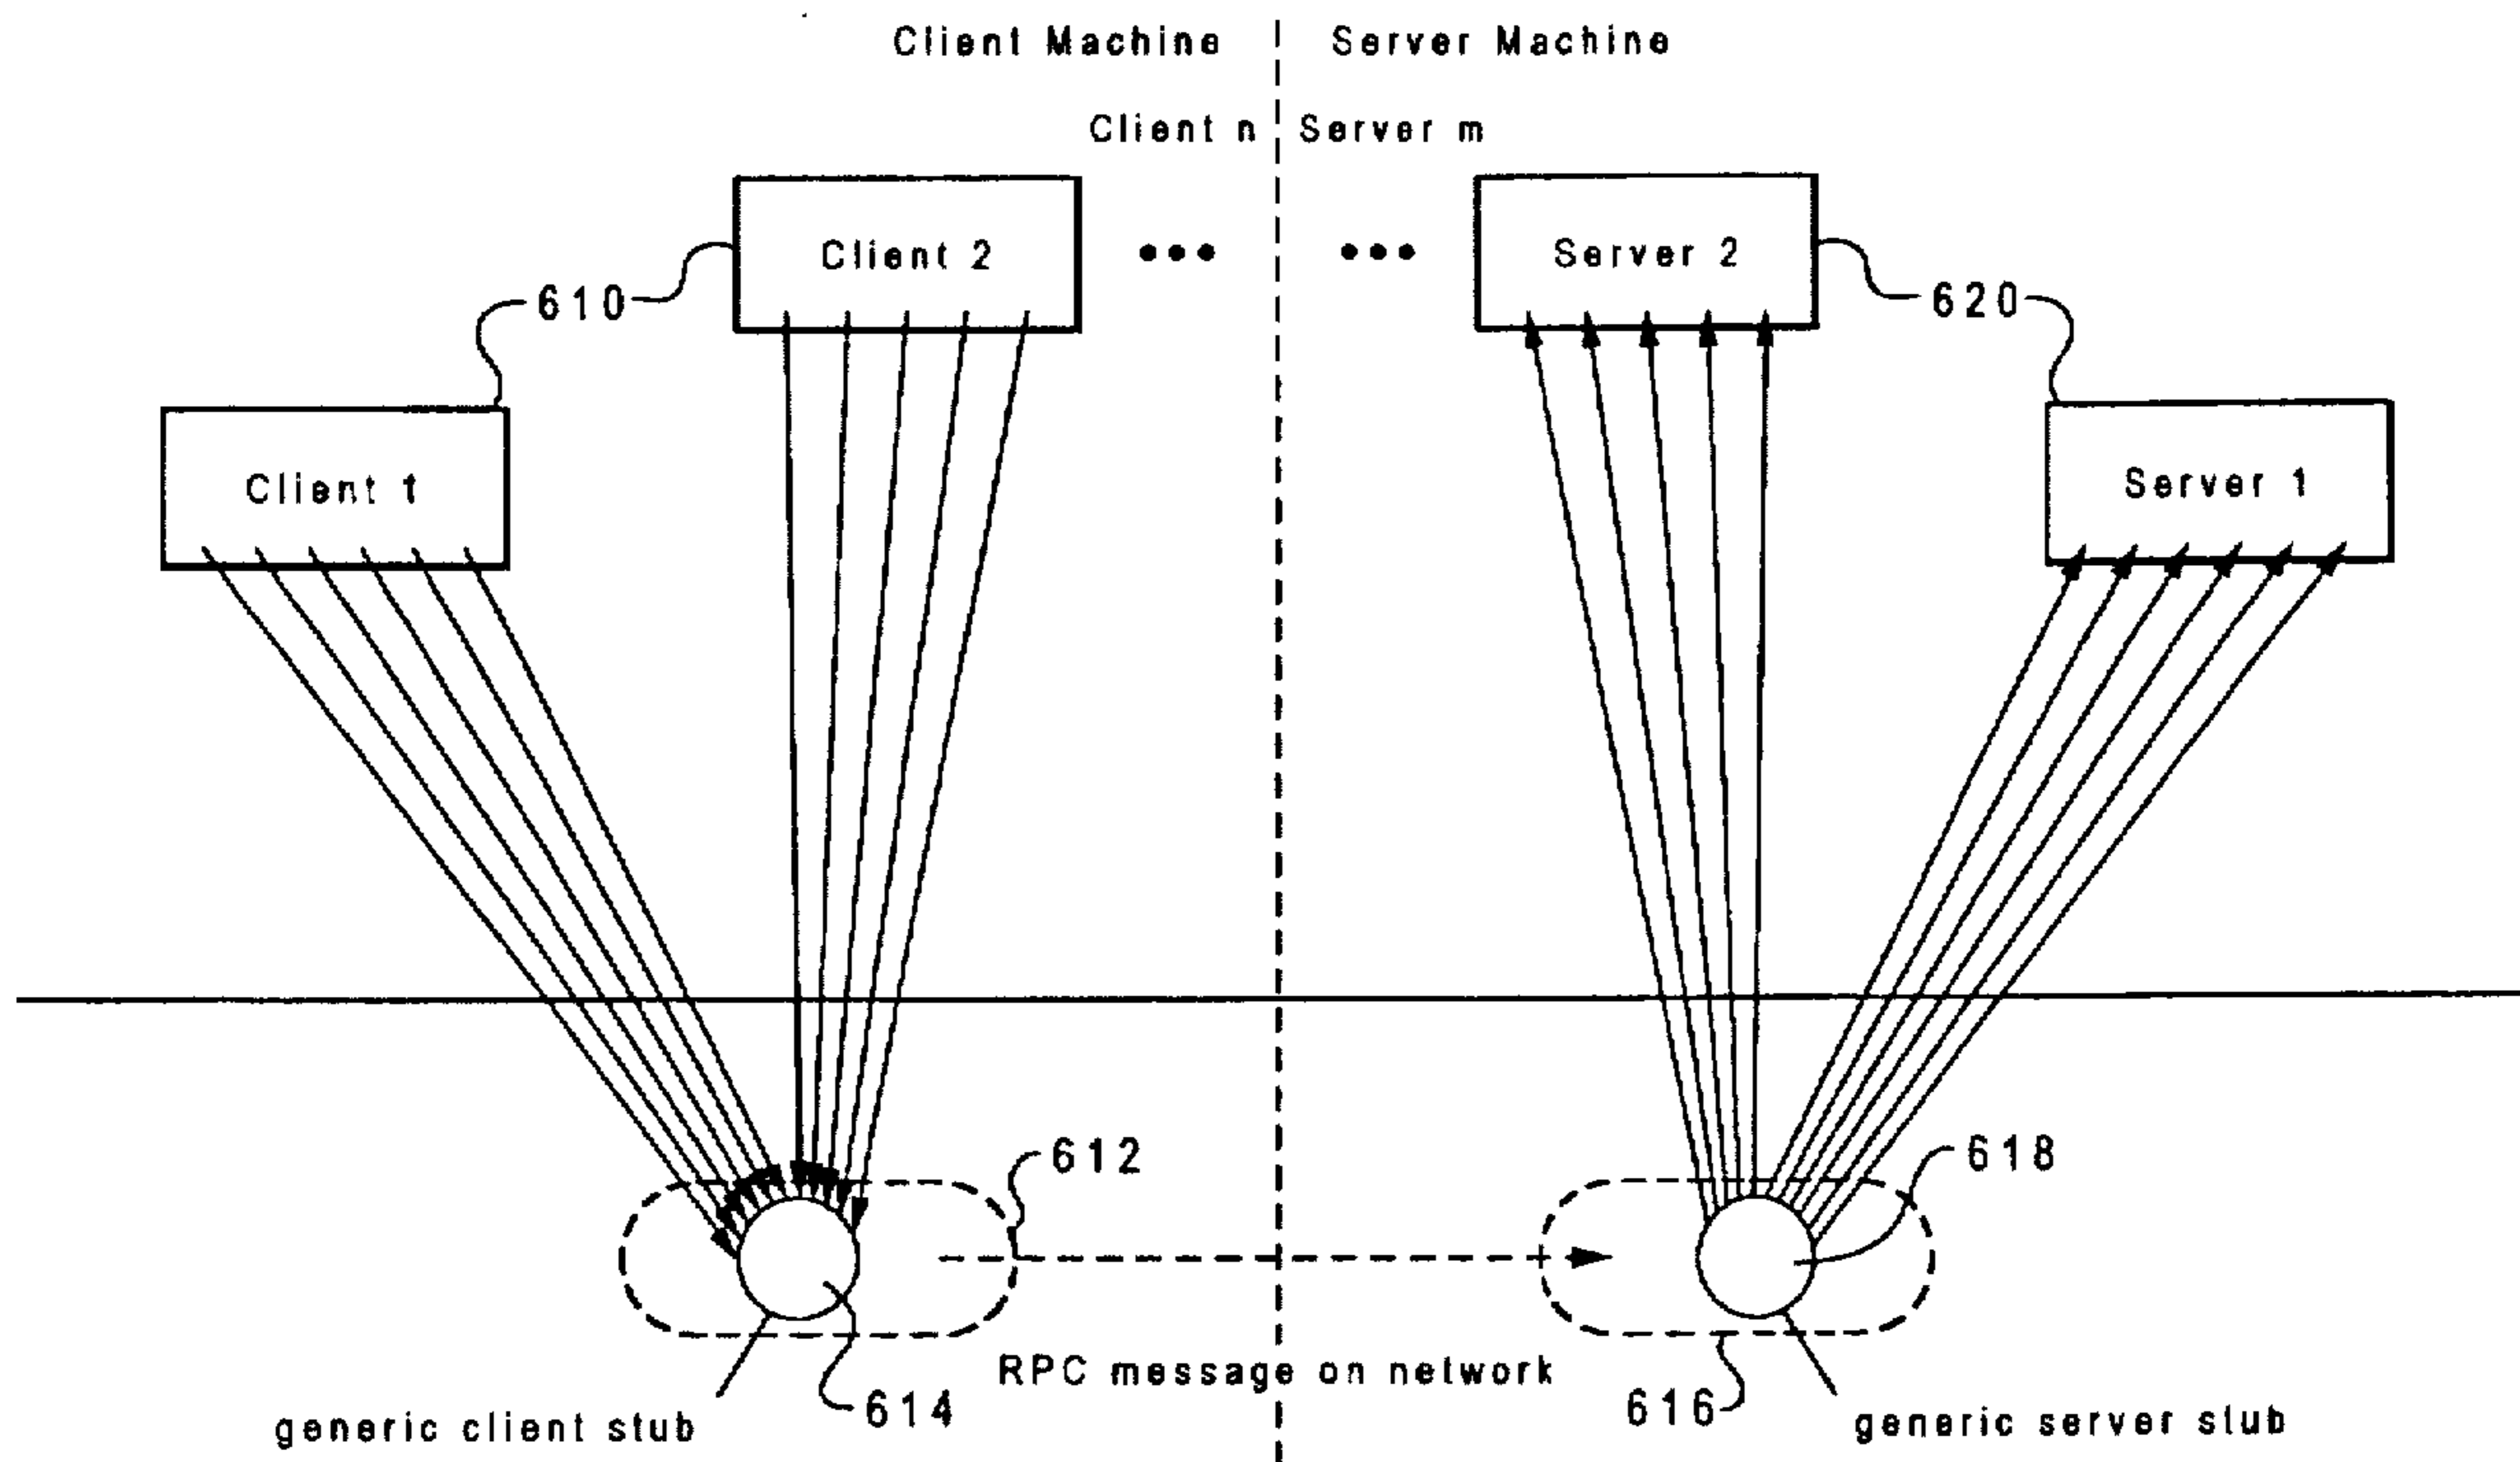 Client Machine
Server Machine
Client n
Server m
Client 2
Server 2
610
620
Client 1
Server 1
612
618
RPC message on network
614
616
generic client stub
generic server stub